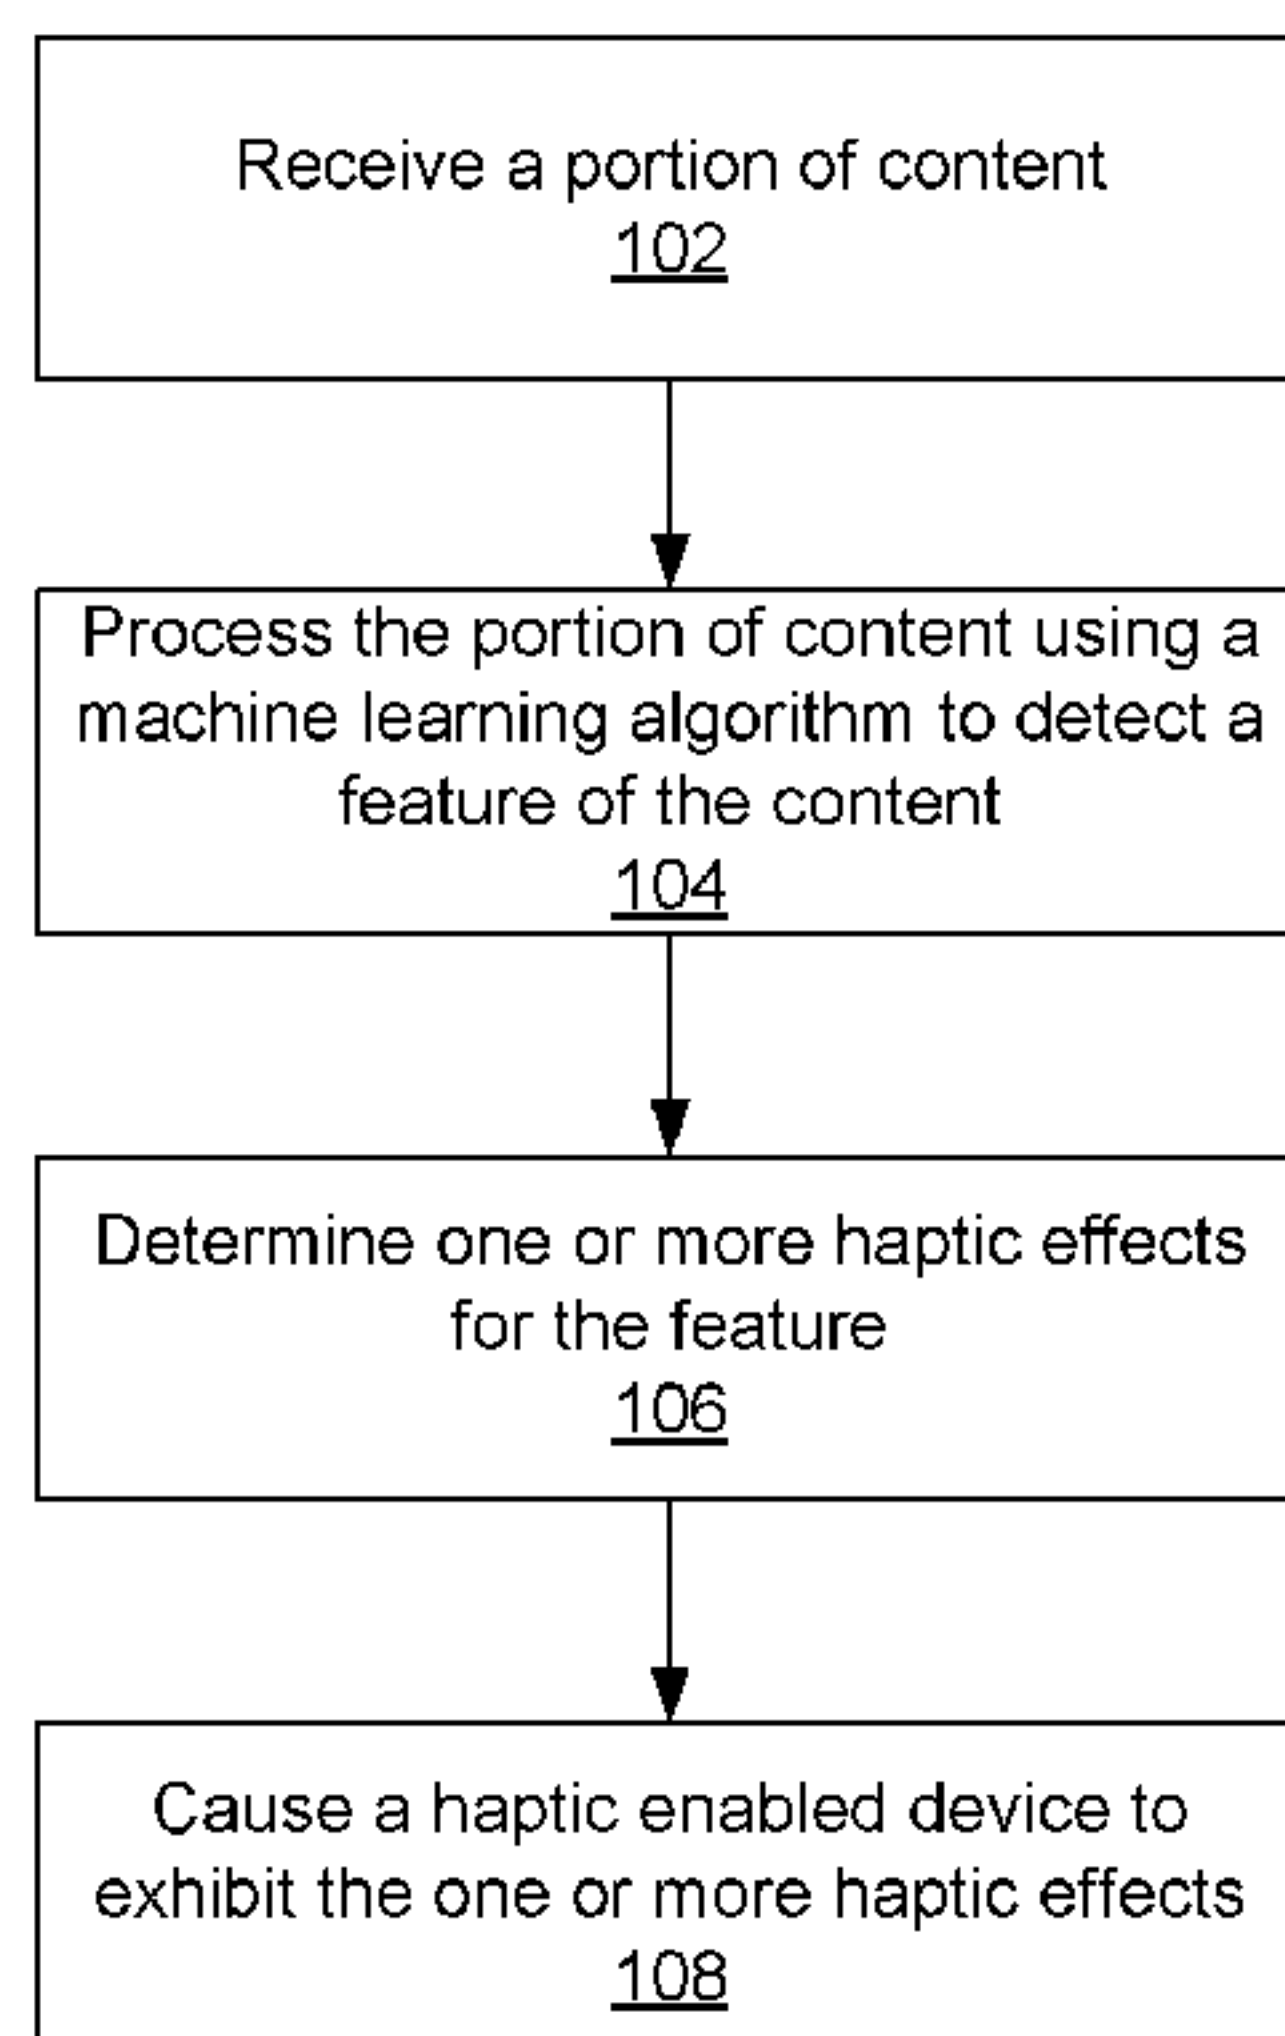 Receive a portion of content
102
Process the portion of content using a
machine learning algorithm to detect a
feature of the content
104
Determine one or more haptic effects
for the feature
106
Cause a haptic enabled device to
exhibit the one or more haptic effects
108